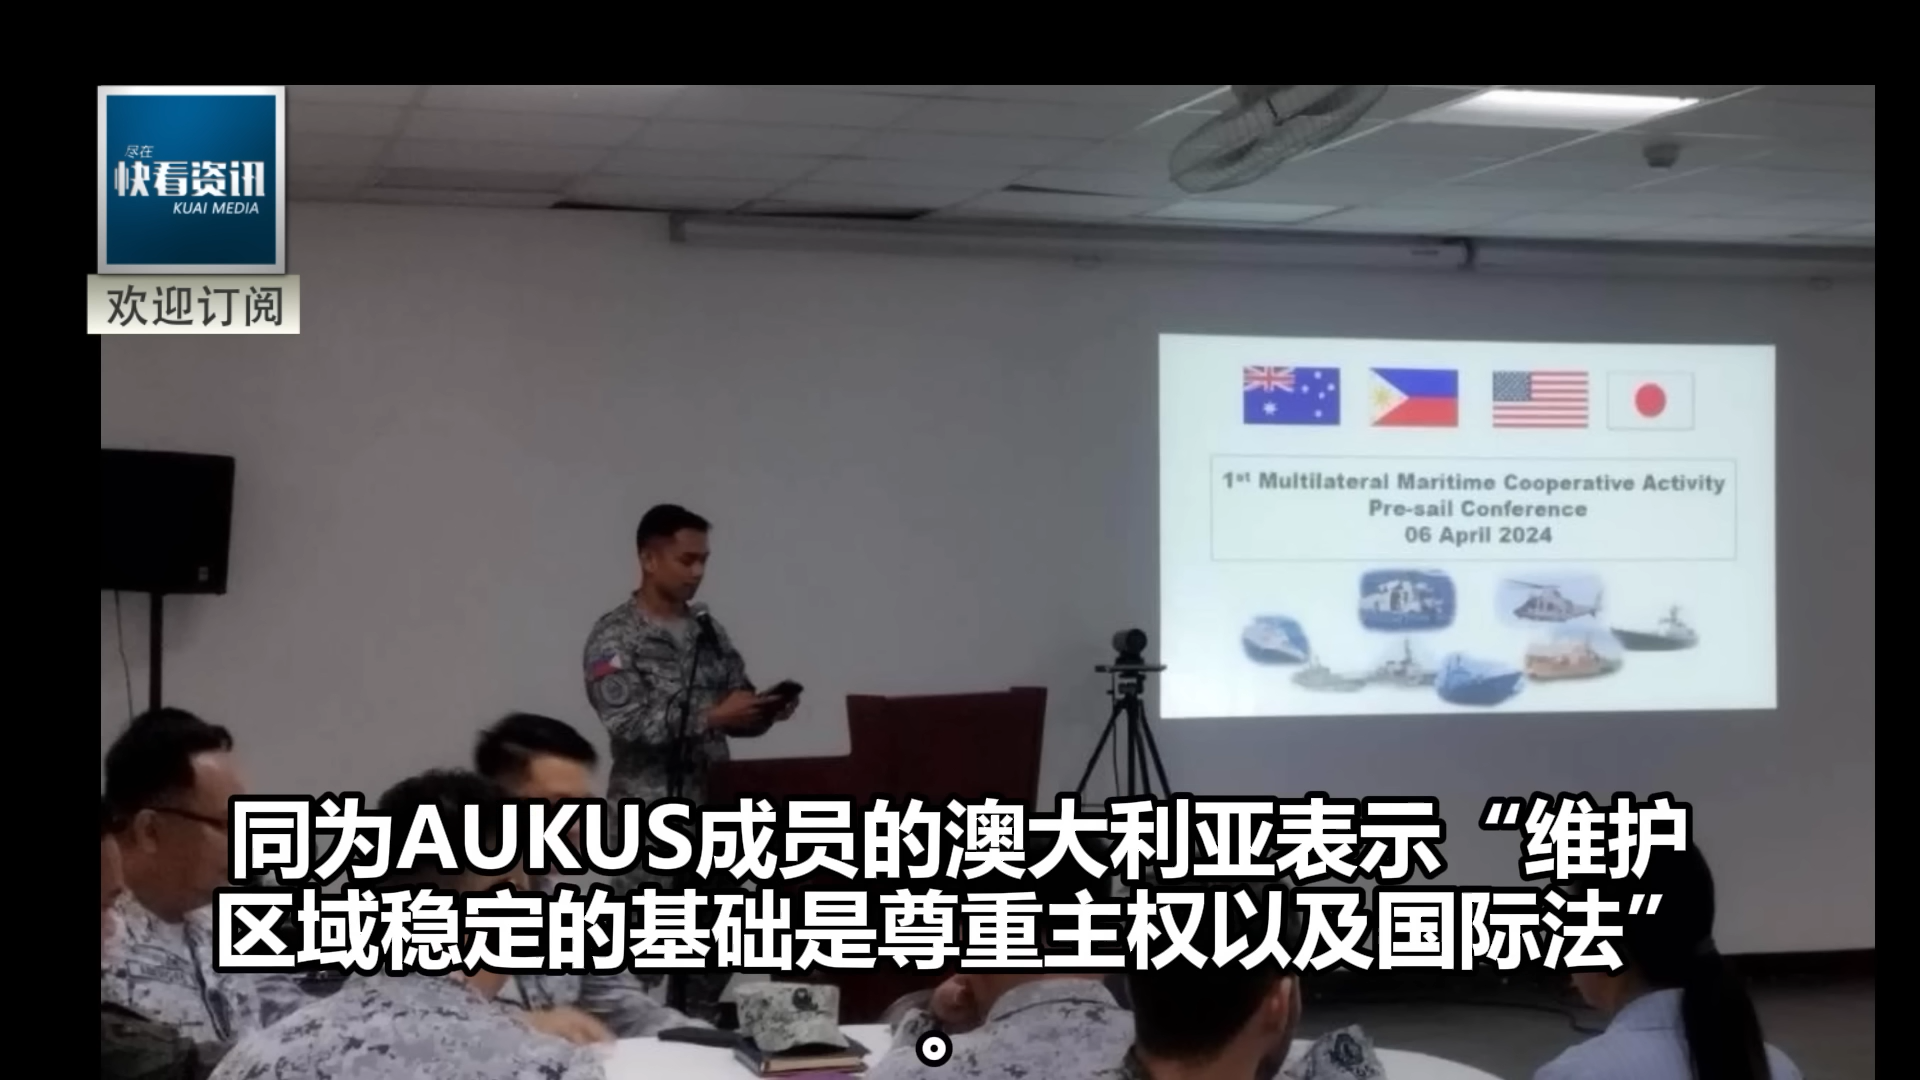 尽在
快看资讯
KUAI MEDIA
欢迎订阅
1st Multilateral Maritime Cooperative Activity
Pre-sail Conference
06 April 2024
同为AUKUS成员的澳大利亚表示“维护
区域稳定的基础是尊重主权以及国际法”
。